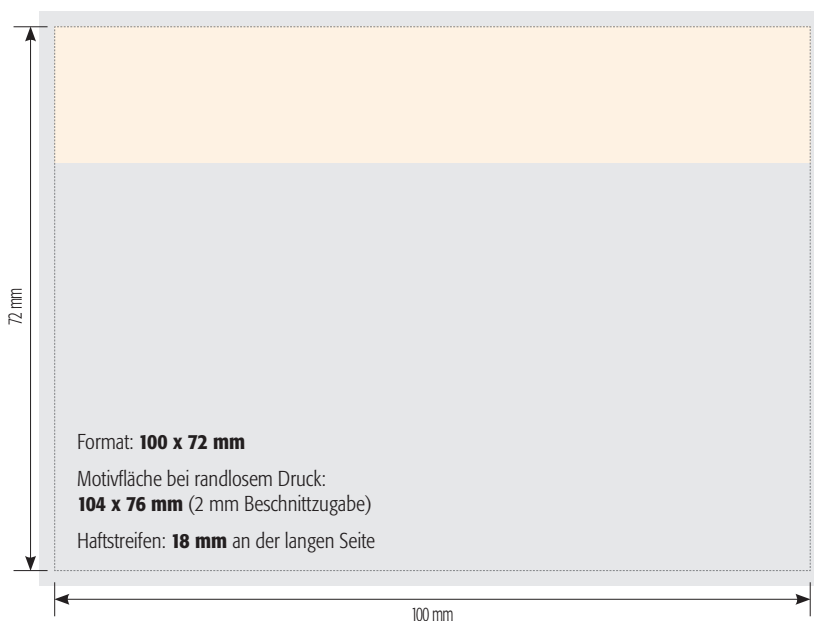 72 mm
Format: 100 x 72 mm
Motivfläche bei randlosem Druck:
104 x 76 mm (2 mm Beschnittzugabe)
Haftstreifen: 18 mm an der langen Seite
100 mm